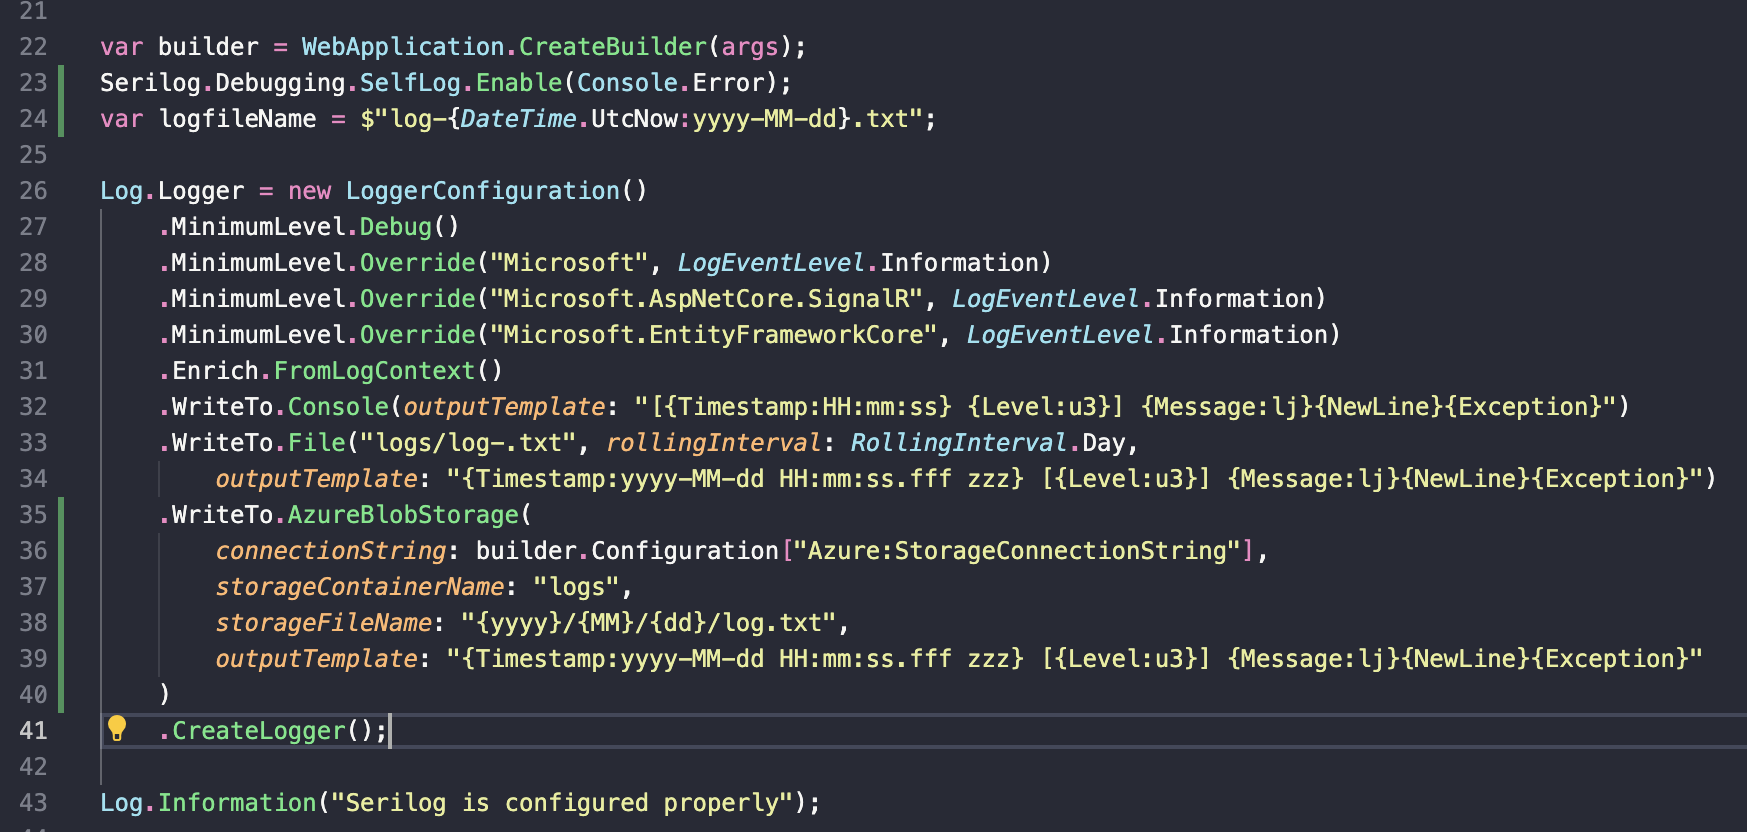 21
22 var builder = WebApplication.CreateBuilder(args);
23 Serilog.Debugging.SelfLog.Enable(Console.Error);
24 var logfileName = $"log-{DateTime.UtcNow:yyyy-MM-dd}.txt";
25
26 Log.Logger = new LoggerConfiguration()
27 .MinimumLevel.Debug()
28 .MinimumLevel.Override("Microsoft", LogEventLevel.Information)
29 .MinimumLevel.Override("Microsoft.AspNetCore.SignalR", LogEventLevel.Information)
30 .MinimumLevel.Override("Microsoft.EntityFrameworkCore", LogEventLevel.Information)
31 .Enrich.FromLogContext()
32 .WriteTo.Console(outputTemplate: "[{Timestamp:HH:mm:ss} {Level:u3}] {Message:lj}{NewLine}{Exception}")
33 .WriteTo.File("logs/log-.txt", rollingInterval: RollingInterval.Day,
34 outputTemplate: "{Timestamp:yyyy-MM-dd HH:mm:ss.fff zzz} [{Level:u3}] {Message:lj}{NewLine}{Exception}")
35 .WriteTo.AzureBlobStorage(
36 connectionString: builder.Configuration["Azure:StorageConnectionString"],
37 storageContainerName: "logs",
38 storageFileName: "{yyyy}/{MM}/{dd}/log.txt",
39 outputTemplate: "{Timestamp:yyyy-MM-dd HH:mm:ss.fff zzz} [{Level:u3}] {Message:lj}{NewLine}{Exception}"
40 )
41 .CreateLogger();
42
43 Log.Information("Serilog is configured properly");